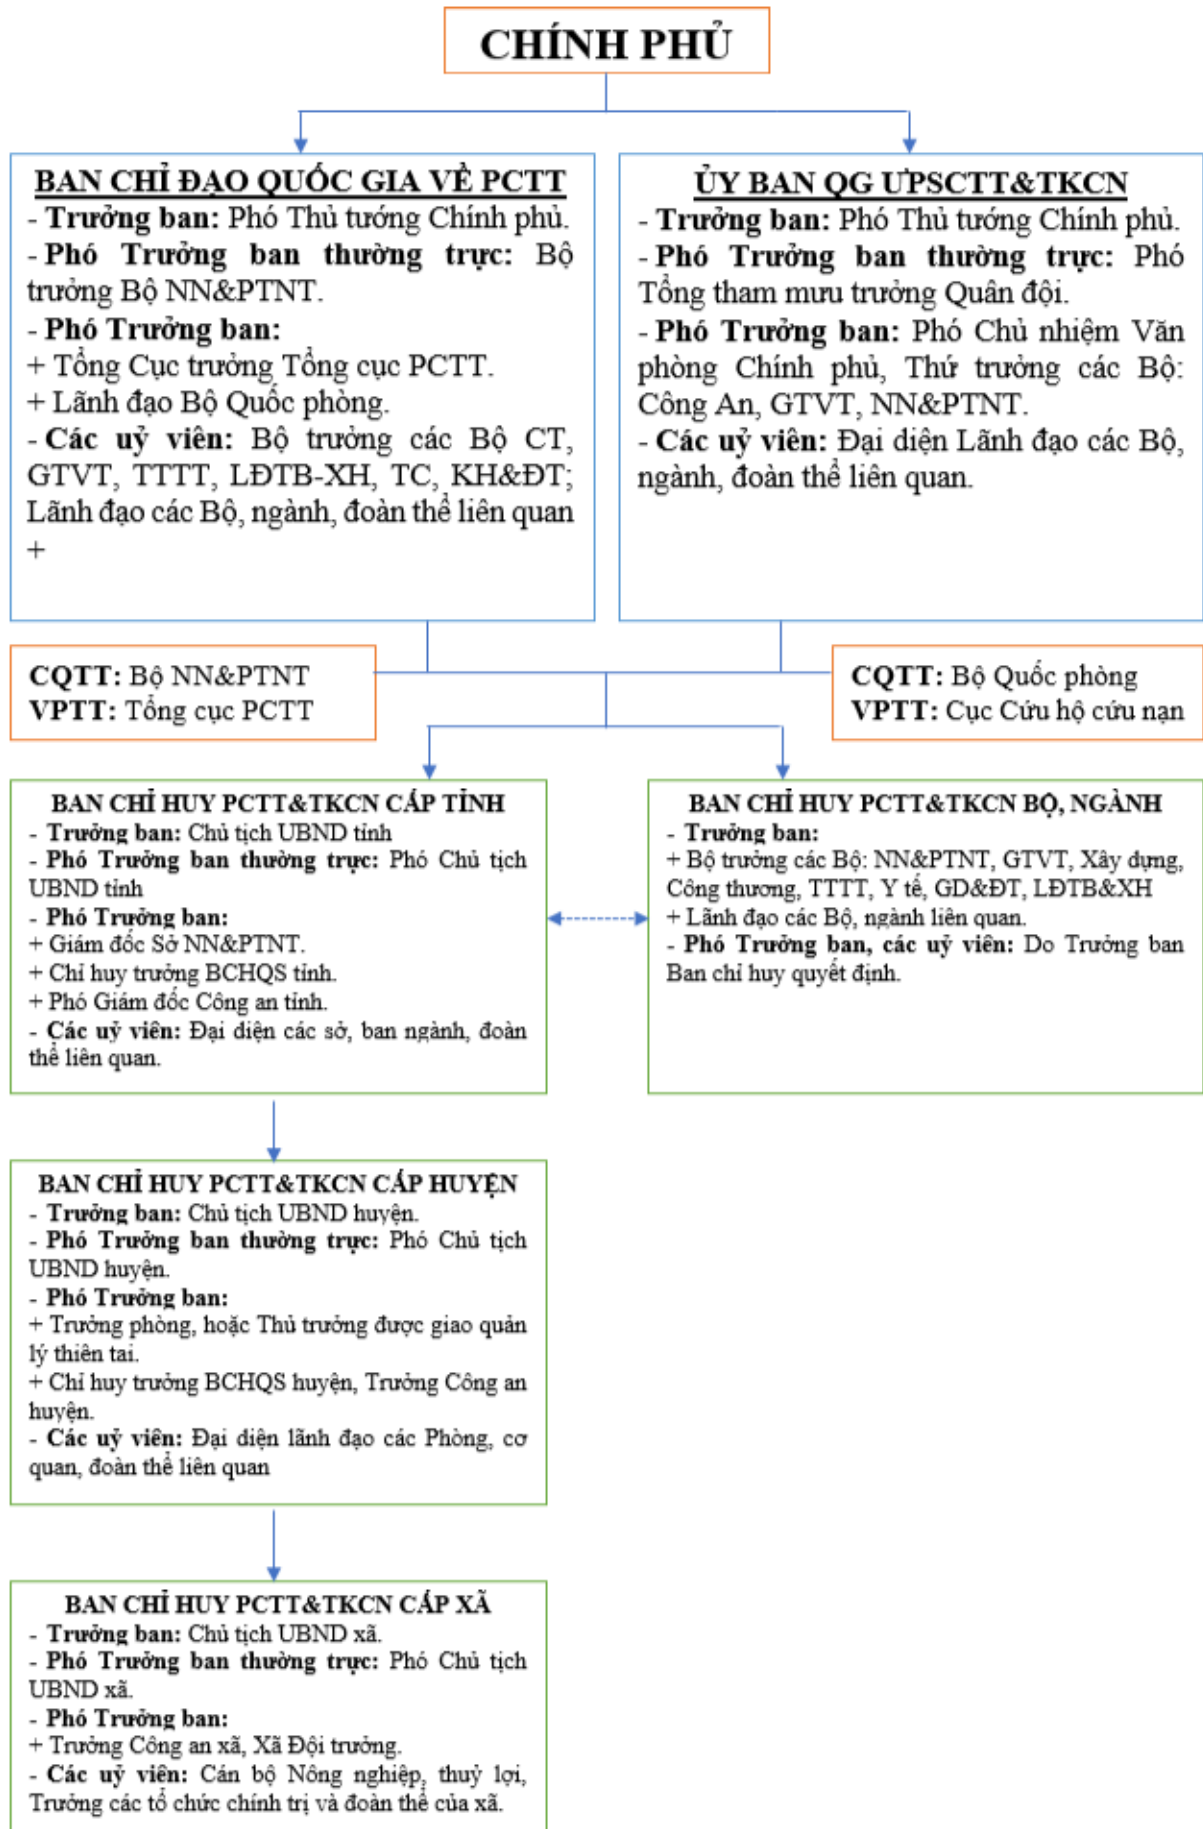 CHÍNH PHỦ
BAN CHỈ ĐẠO QUỐC GIA VỀ PCTT
- Trưởng ban: Phó Thủ tướng Chính phủ.
- Phó Trưởng ban thường trực: Bộ
trưởng Bộ NN&PTNT.
- Phó Trưởng ban:
+ Tổng Cục trưởng Tổng cục PCTT.
+ Lãnh đạo Bộ Quốc phòng.
- Các uỷ viên: Bộ trưởng các Bộ CT,
GTVT, TTTT, LĐTB-XH, TC, KH&ĐT;
Lãnh đạo các Bộ, ngành, đoàn thể liên quan
+
ỦY BAN QG ƯPSCTT&TKCN
- Trưởng ban: Phó Thủ tướng Chính phủ.
- Phó Trưởng ban thường trực: Phó
Tổng tham mưu trưởng Quân đội.
- Phó Trưởng ban: Phó Chủ nhiệm Văn
phòng Chính phủ, Thứ trưởng các Bộ:
Công An, GTVT, NN&PTNT.
- Các uỷ viên: Đại diện Lãnh đạo các Bộ,
ngành, đoàn thể liên quan.
CQTT: Bộ NN&PTNT
VPTT: Tổng cục PCTT
CQTT: Bộ Quốc phòng
VPTT: Cục Cứu hộ cứu nạn
BAN CHỈ HUY PCTT&TKCN CẤP TỈNH
- Trưởng ban: Chủ tịch UBND tỉnh
- Phó Trưởng ban thường trực: Phó Chủ tịch
UBND tỉnh
- Phó Trưởng ban:
+ Giám đốc Sở NN&PTNT.
+ Chỉ huy trưởng BCHQS tỉnh.
+ Phó Giám đốc Công an tỉnh.
- Các uỷ viên: Đại diện các sở, ban ngành, đoàn
thể liên quan.
BAN CHỈ HUY PCTT&TKCN BỘ, NGÀNH
- Trưởng ban:
+ Bộ trưởng các Bộ: NN&PTNT, GTVT, Xây dựng,
Công thương, TTTT, Y tế, GD&ĐT, LĐTB&XH
+ Lãnh đạo các Bộ, ngành liên quan.
- Phó Trưởng ban, các uỷ viên: Do Trưởng ban
Ban chỉ huy quyết định.
BAN CHỈ HUY PCTT&TKCN CẤP HUYỆN
- Trưởng ban: Chủ tịch UBND huyện.
- Phó Trưởng ban thường trực: Phó Chủ tịch
UBND huyện.
- Phó Trưởng ban:
+ Trưởng phòng, hoặc Thủ trưởng được giao quản
lý thiên tai.
+ Chỉ huy trưởng BCHQS huyện, Trưởng Công an
huyện.
- Các uỷ viên: Đại diện lãnh đạo các Phòng, cơ
quan, đoàn thể liên quan
BAN CHỈ HUY PCTT&TKCN CẤP XÃ
- Trưởng ban: Chủ tịch UBND xã.
- Phó Trưởng ban thường trực: Phó Chủ tịch
UBND xã.
- Phó Trưởng ban:
+ Trưởng Công an xã, Xã Đội trưởng.
- Các uỷ viên: Cán bộ Nông nghiệp, thuỷ lợi,
Trưởng các tổ chức chính trị và đoàn thể của xã.